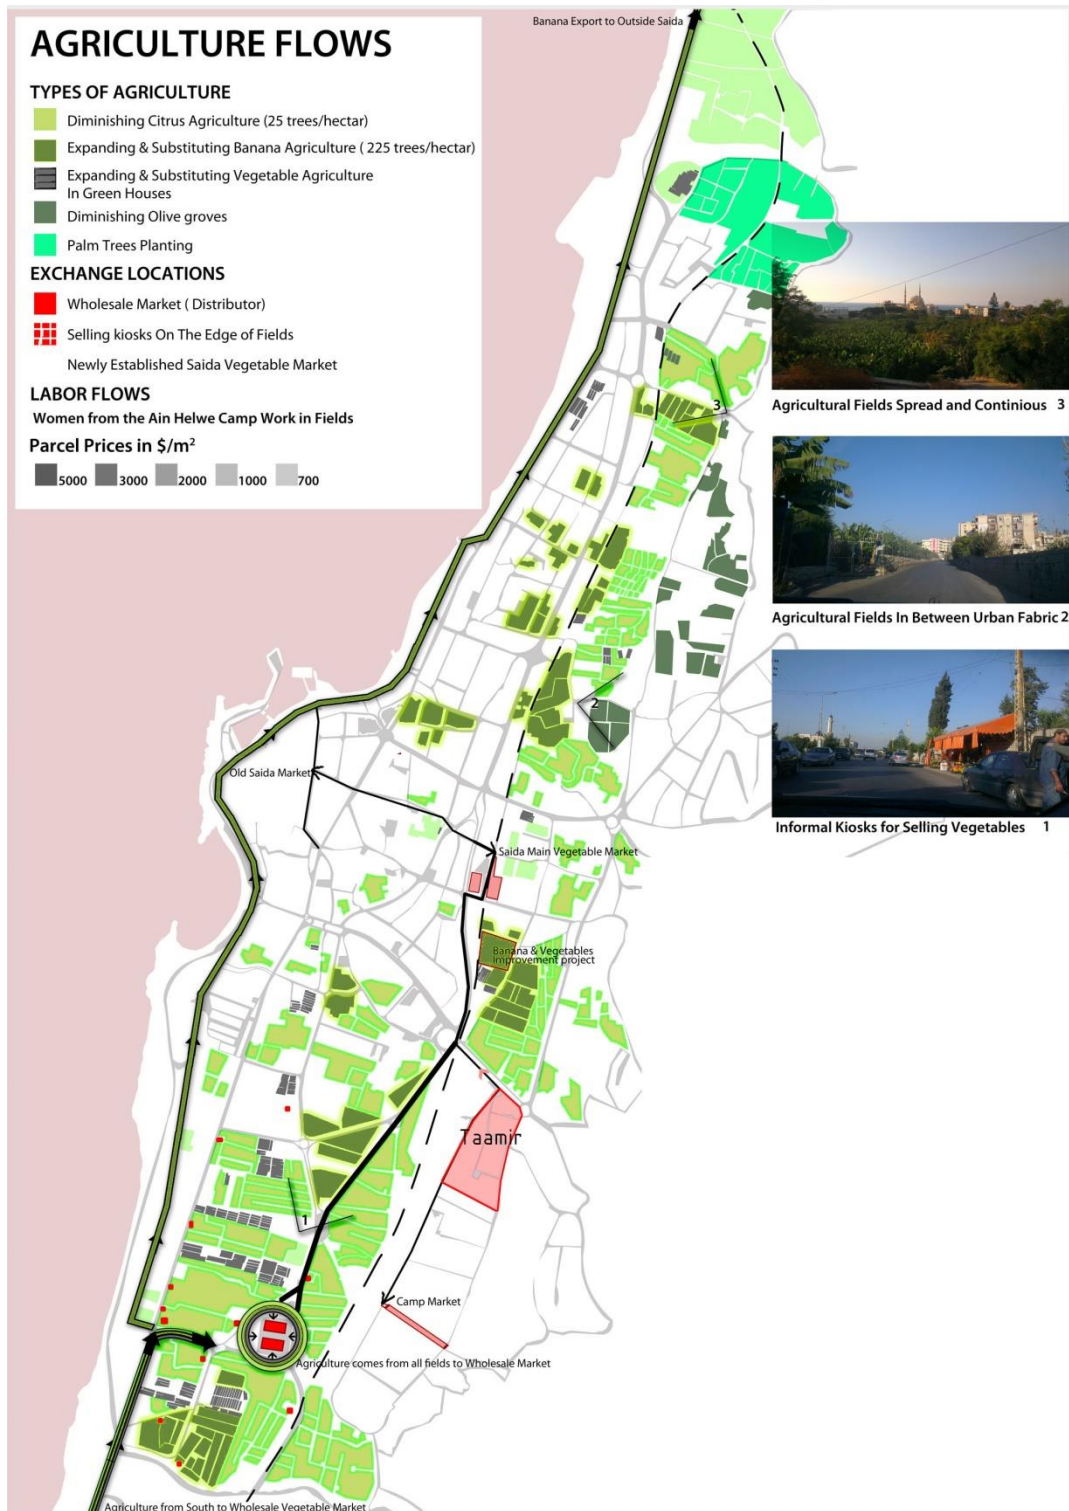 Banana Export to Outside Saida
AGRICULTURE FLOWS
TYPES OF AGRICULTURE
Diminishing Citrus Agriculture (25 trees/hectar)
Expanding & Substituting Banana Agriculture ( 225 trees/hectar)
Expanding & Substituting Vegetable Agriculture
In Green Houses
Diminishing Olive groves
Palm Trees Planting
EXCHANGE LOCATIONS
Wholesale Market ( Distributor)
Selling kiosks On The Edge of Fields
Newly Established Saida Vegetable Market
LABOR FLOWS
Women from the Ain Helwe Camp Work in Fields
Parcel Prices in $/m²
5000 3000 2000 1000 700
3
Agricultural Fields Spread and Continious 3
Agricultural Fields In Between Urban Fabric 2
2
Old Saida Market
Informal Kiosks for Selling Vegetables 1
Saida Main Vegetable Market
Banana & Vegetables
Improvement project
Taamir
1
Camp Market
Agriculture comes from all fields to Wholesale Market
Agriculture from South to Wholesale Vegetable Market